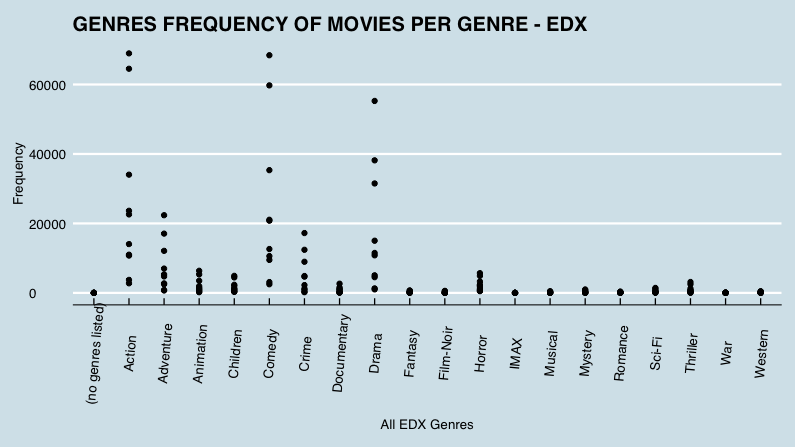 GENRES FREQUENCY OF MOVIES PER GENRE - EDX
Frequency
60000
40000
20000
0
(no genres listed)
Action
Adventure
Animation
Children
Comedy
Crime
Documentary
Drama
Fantasy
Film-Noir
Horror
IMAX
Musical
Mystery
Romance
Sci-Fi
Thriller
War
Western
All EDX Genres